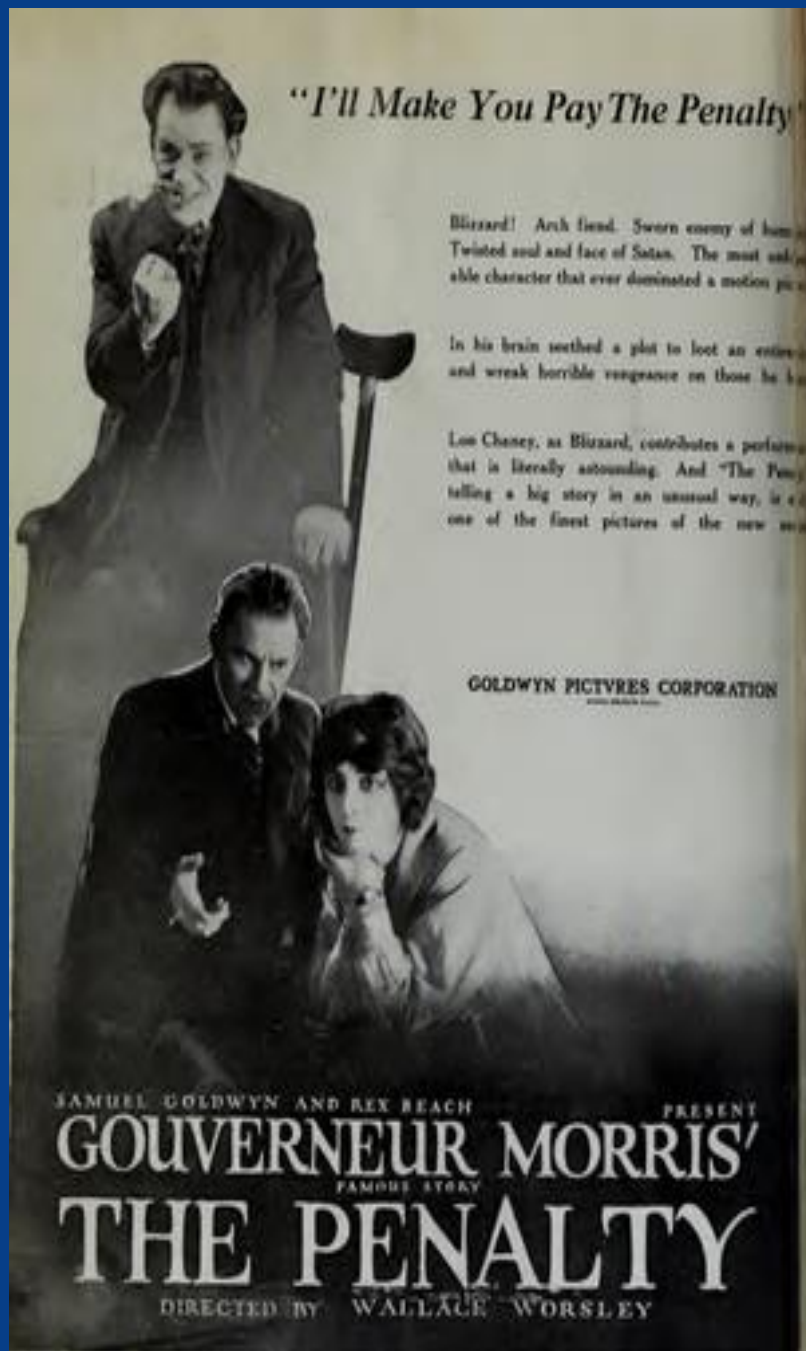 "I'll Make You Pay The Penalty"
Blizzard! Arch fiend. Sworn enemy of
Twisted soul and face of Satan. The most
able character that ever dominated a motion
In his brain seethed a plot to loot an
and wreak horrible vengeance on those he
Lon Chaney, as Blizzard, contributes a
that is literally astounding. And "The
telling a big story in an unusual way, is
one of the finest pictures of the new
GOLDWYN PICTVRES CORPORATION
SAMUEL GOLDWYN AND REX BEACH PRESENT
GOUVERNEUR MORRIS'
FAMOUS STORY
THE PENALTY
DIRECTED BY WALLACE WORSLEY